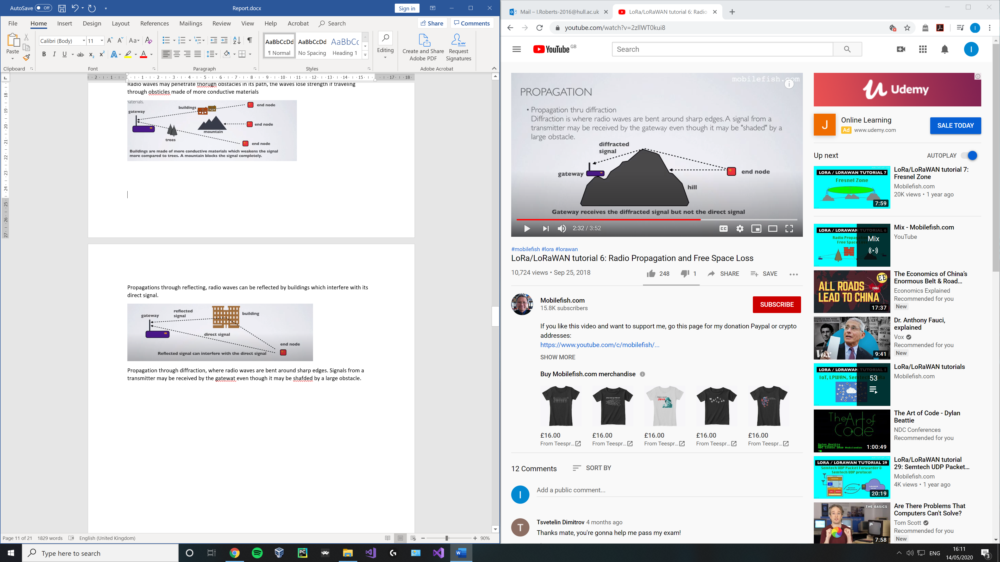 AutoSave Off
Report.docx
Sign in
File Home Insert Design Layout References Mailings Review View Help Acrobat Search
Share Comments
Paste
Calibri (Body) 11
AaBbCcDd AaBbCcDd AaBbCc
¶ Normal No Spacing Heading 1
Editing
Create and Share Adobe PDF
Request Signatures
Clipboard Font Paragraph Styles Adobe Acrobat
Radio waves may penetrate thorugh obstacles in its path, the waves lose strength if traveling
through obsticles made of more conductive materials
materials.
buildings
end node
gateway
end node
mountain
trees
end node
Buildings are made of more conductive materials which weakens the signal
more compared to trees. A mountain blocks the signal completely.
Propagations through reflecting, radio waves can be reflected by buildings which interfere with its
direct signal.
reflected
signal
building
gateway
direct signal
end node
Reflected signal can interfere with the direct signal
Propagation through diffraction, where radio waves are bent around sharp edges. Signals from a
transmitter may be received by the gatewat even though it may be shafded by a large obstacle.
Page 11 of 21 1829 words English (United Kingdom)
90%
Mail – I.Roberts-2016@hull.ac.uk
LoRa/LoRaWAN tutorial 6: Radio
youtube.com/watch?v=2zllWT0kui8
YouTube GB
Search
mobilefish.com
PROPAGATION
• Propagation thru diffraction
Diffraction is where radio waves are bent around sharp edges. A signal from a
transmitter may be received by the gateway even though it may be "shaded" by a
large obstacle.
diffracted
signal
gateway
end node
hill
Gateway receives the diffracted signal but not the direct signal
2:32 / 3:52
#mobilefish #lora #lorawan
LoRa/LoRaWAN tutorial 6: Radio Propagation and Free Space Loss
10,724 views • Sep 25, 2018
248 1 SHARE SAVE
Mobilefish.com
15.8K subscribers
SUBSCRIBE
If you like this video and want to support me, go this page for my donation Paypal or crypto
addresses:
https://www.youtube.com/c/mobilefish/...
SHOW MORE
Buy Mobilefish.com merchandise
£16.00 £16.00 £16.00 £16.00 £16.00
From Teespr... From Teespr... From Teespr... From Teespr... From Teespr...
12 Comments SORT BY
Add a public comment...
Tsvetelin Dimitrov 4 months ago
Thanks mate, you're gonna help me pass my exam!
Udemy
J
Online Learning
Ad www.udemy.com
SALE TODAY
Up next
AUTOPLAY
LORA / LORAWAN TUTORIAL 7
Fresnel Zone
7:59
LoRa/LoRaWAN tutorial 7:
Fresnel Zone
Mobilefish.com
20K views • 1 year ago
LORA / LORAWAN TUTORIAL 6
Mix
Mix - Mobilefish.com
YouTube
ALL ROADS
LEAD TO CHINA
CHINA
EE
17:37
The Economics of China's
Enormous Belt & Road...
Economics Explained
Recommended for you
New
Vox
9:41
Dr. Anthony Fauci,
explained
Vox
Recommended for you
New
LORA / LORAWAN TUTORIAL 1
53
LoRa/LoRaWAN tutorials
Mobilefish.com
The Art of
Code
Dylan Beattie
1:00:49
The Art of Code - Dylan
Beattie
NDC Conferences
Recommended for you
LORA / LORAWAN TUTORIAL 29
Semtech UDP Packet Forwarder &
Semtech UDP protocol
20:19
LoRa/LoRaWAN tutorial
29: Semtech UDP Packet...
Mobilefish.com
4K views • 1 year ago
THE BASICS
7:58
Are There Problems That
Computers Can't Solve?
Tom Scott
Recommended for you
New
Type here to search
ENG
16:11
14/05/2020
3